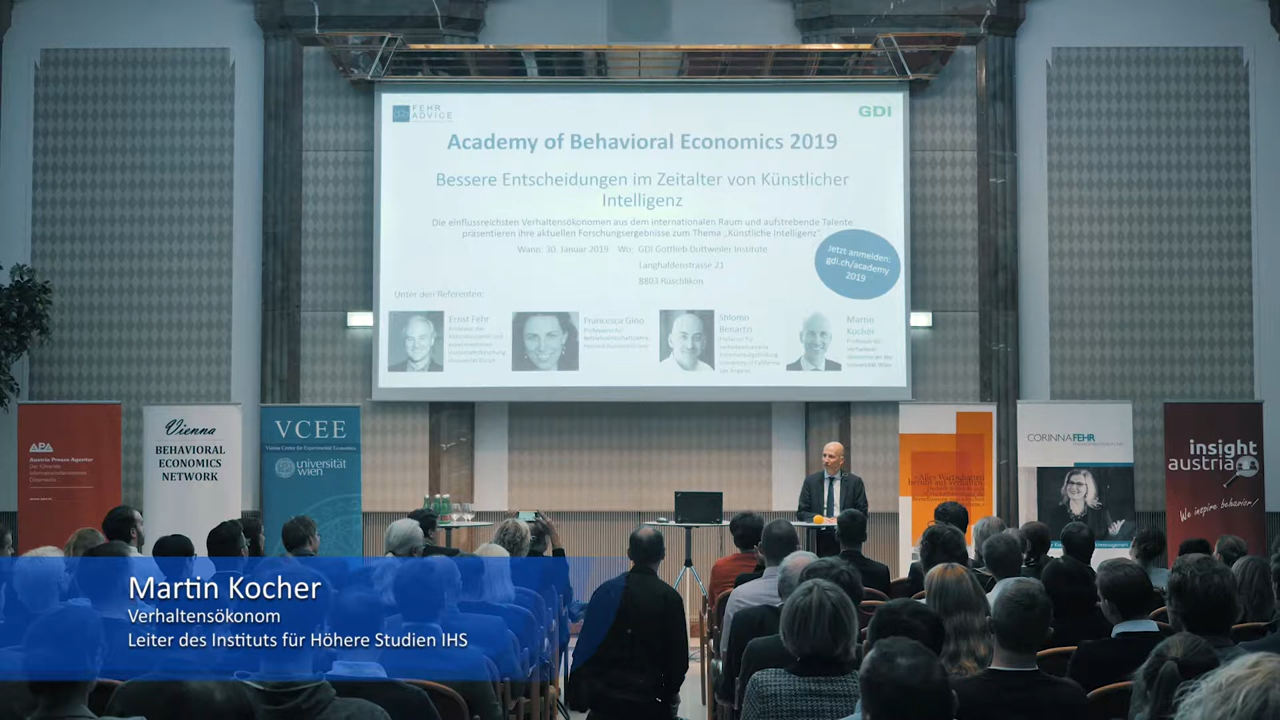 FEHR
ADVICE
GDI
Academy of Behavioral Economics 2019
Bessere Entscheidungen im Zeitalter von Künstlicher
Intelligenz
Die einflussreichsten Verhaltensökonomen aus dem internationalen Raum und aufstrebende Talente
präsentieren ihre aktuellen Forschungsergebnisse zum Thema „Künstliche Intelligenz“.
Wann: 30. Januar 2019 Wo: GDI Gottlieb Duttweiler Institute
Langhaldenstrasse 21
8803 Rüschlikon
Jetzt anmelden:
gdi.ch/academy
2019
Unter den Referenten:
Ernst Fehr
Francesca Gino
Shlomo
Benartzi
Martin
Kocher
APA
Austria Presse Agentur
Vienna
BEHAVIORAL
ECONOMICS
NETWORK
VCEE
Vienna Center for Experimental Economics
universität
wien
»Alles Wirtschaften
beruht auf Verhalten.
CORINNAFEHR
insight
austria
We inspire behavior!
Martin Kocher
Verhaltensökonom
Leiter des Instituts für Höhere Studien IHS